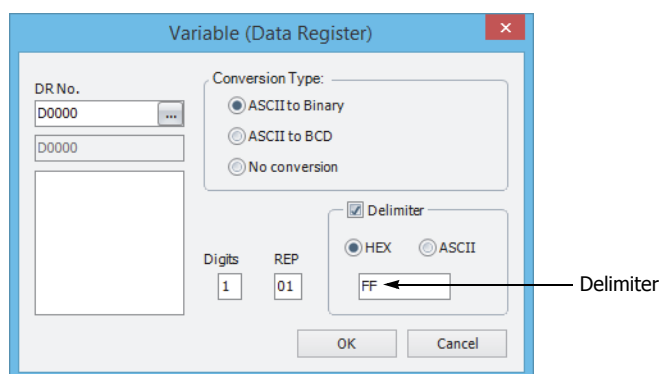 Variable (Data Register)
DR No.
D0000 ...
D0000
Conversion Type:
ASCII to Binary
ASCII to BCD
No conversion
Digits REP
1 01
Delimiter
HEX ASCII
FF
Delimiter
OK Cancel